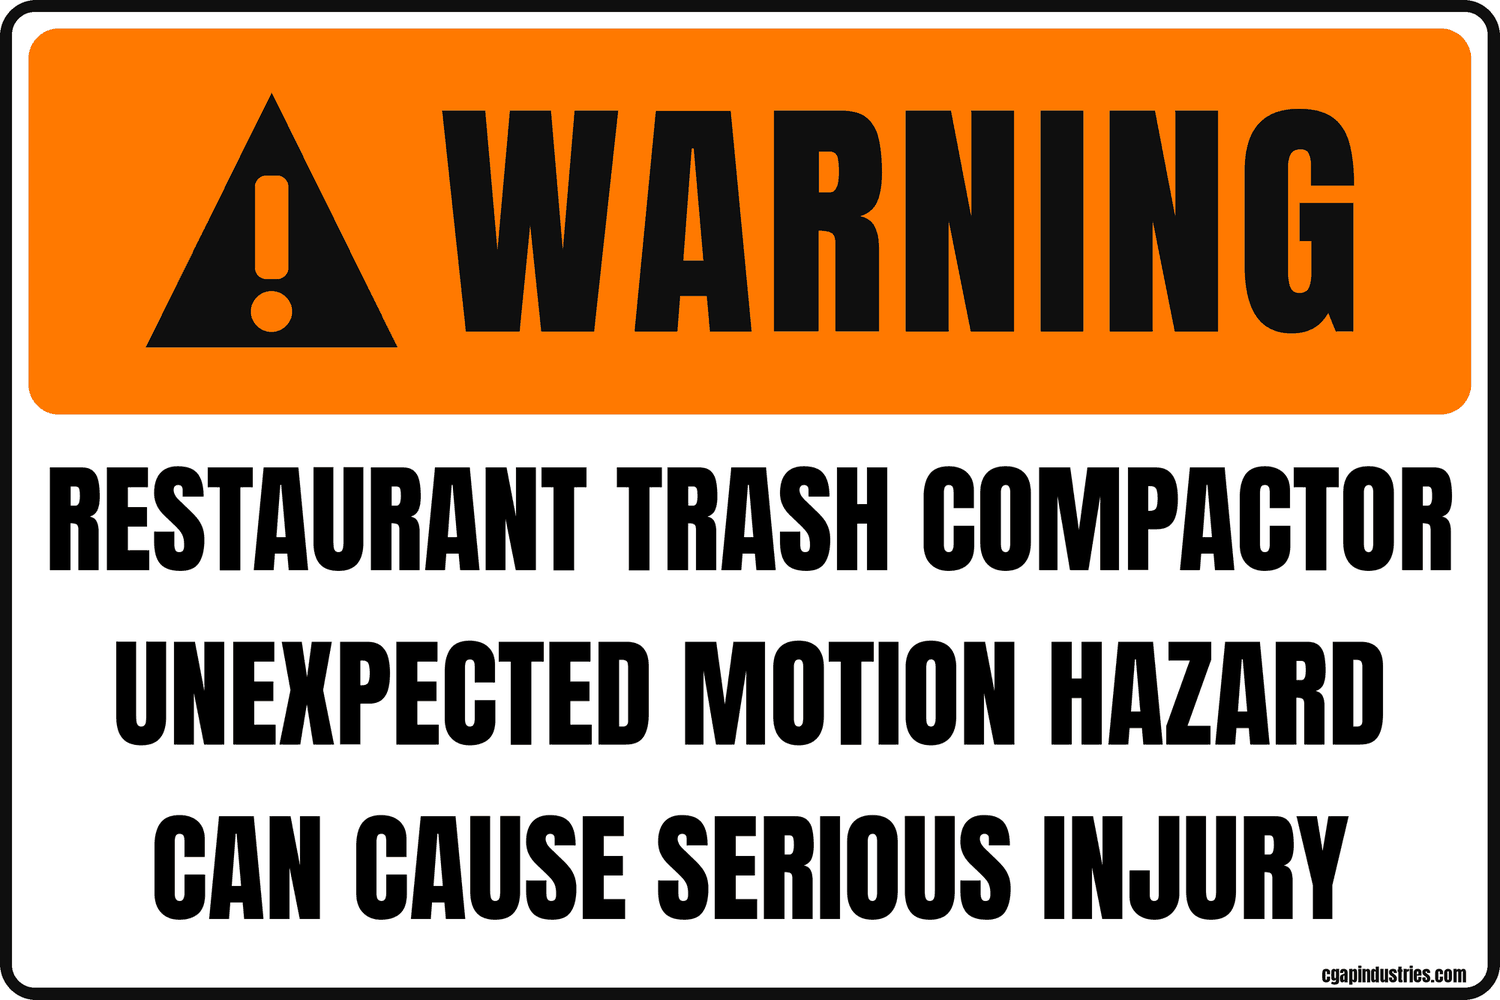 WARNING
RESTAURANT TRASH COMPACTOR
UNEXPECTED MOTION HAZARD
CAN CAUSE SERIOUS INJURY
cgapindustries.com